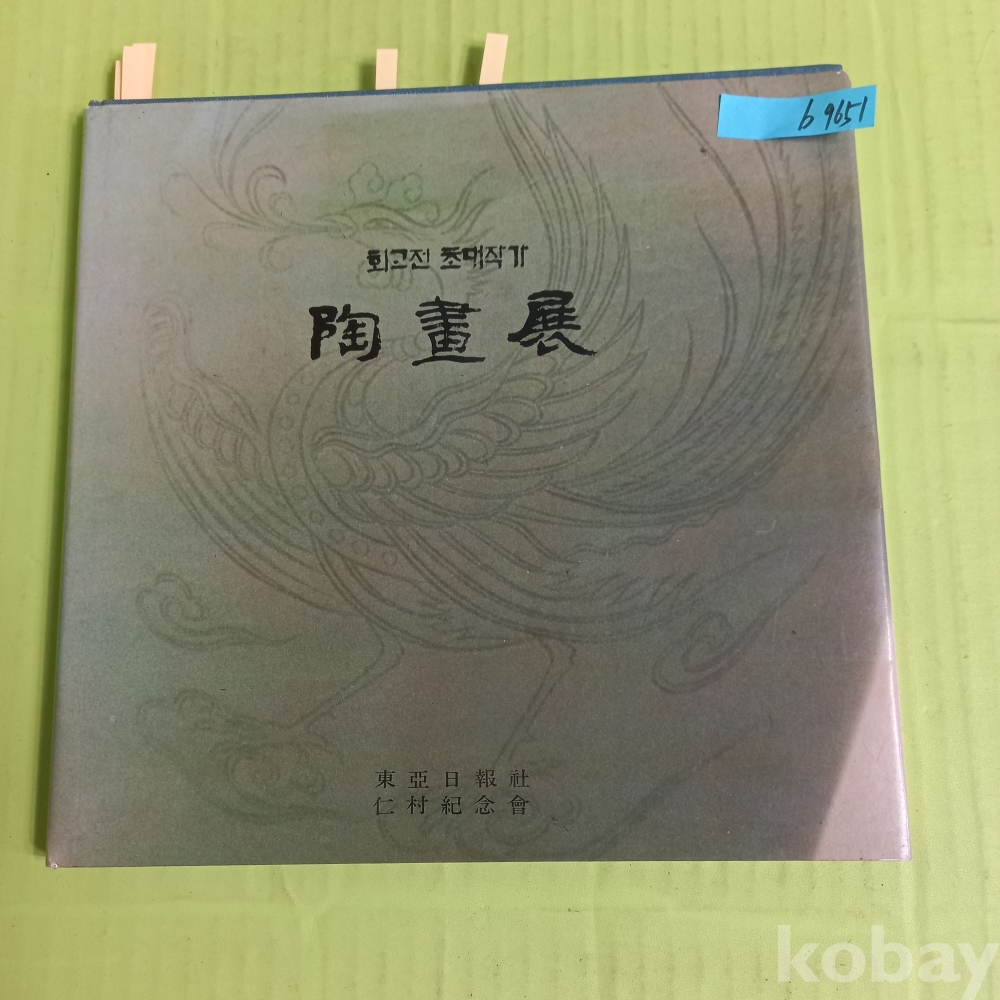 b 9651
회고전 초대작가
陶畫展
東亞日報社
仁村紀念會
kobay